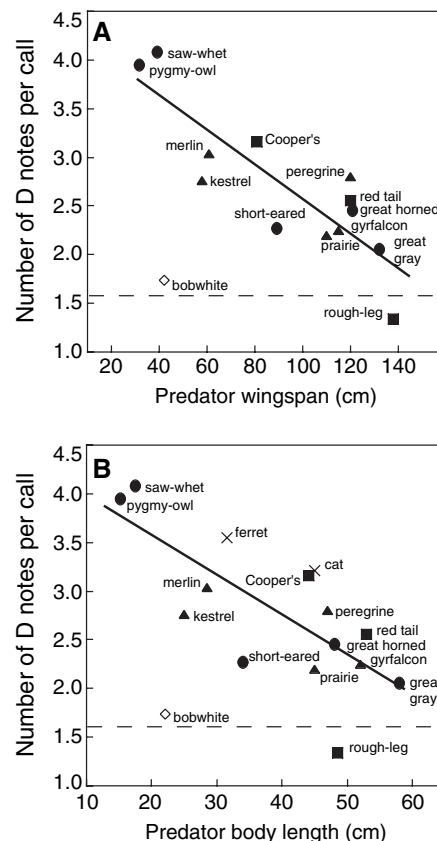 A
4.5
4.0
3.5
3.0
2.5
2.0
1.5
1.0
Number of D notes per call
saw-whet
pygmy-owl
Cooper's
merlin
peregrine
kestrel
red tail
great horned
short-eared
gyrfalcon
prairie
great
gray
bobwhite
rough-leg
20 40 60 80 100 120 140
Predator wingspan (cm)
B
4.5
4.0
3.5
3.0
2.5
2.0
1.5
1.0
Number of D notes per call
saw-whet
pygmy-owl
ferret
cat
Cooper's
merlin
peregrine
kestrel
red tail
great horned
short-eared
gyrfalcon
prairie
grea
gray
bobwhite
rough-leg
10 20 30 40 50 60
Predator body length (cm)